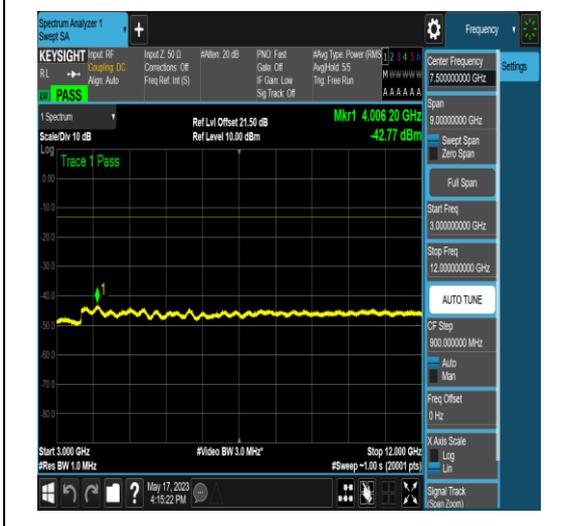 Spectrum Analyzer 1
Swept SA
+
Frequency
KEYSIGHT
RL
Input: RF
Coupling: DC
Align: Auto
Input Z: 50 Ω
Corrections: Off
Freq Ref: Int (S)
#Atten: 20 dB
PNO: Fast
Gate: Off
IF Gain: Low
Sig Track: Off
#Avg Type: Power (RMS)
Avg|Hold: 5/5
Trig: Free Run
1 2 3 4 5 6
M W W W W W
A A A A A A
PASS
1 Spectrum
Scale/Div 10 dB
Ref Lvl Offset 21.50 dB
Ref Level 10.00 dBm
Mkr1 4.006 20 GHz
-42.77 dBm
Log
Trace 1 Pass
0.00
-10.0
-20.0
-30.0
-40.0
-50.0
-60.0
-70.0
-80.0
1
Start 3.000 GHz
#Res BW 1.0 MHz
#Video BW 3.0 MHz*
Stop 12.000 GHz
#Sweep ~1.00 s (20001 pts)
?
May 17, 2023
4:15:22 PM
Center Frequency
7.500000000 GHz
Settings
Span
9.00000000 GHz
Swept Span
Zero Span
Full Span
Start Freq
3.000000000 GHz
Stop Freq
12.000000000 GHz
AUTO TUNE
CF Step
900.000000 MHz
Auto
Man
Freq Offset
0 Hz
X Axis Scale
Log
Lin
Signal Track
(Span Zoom)